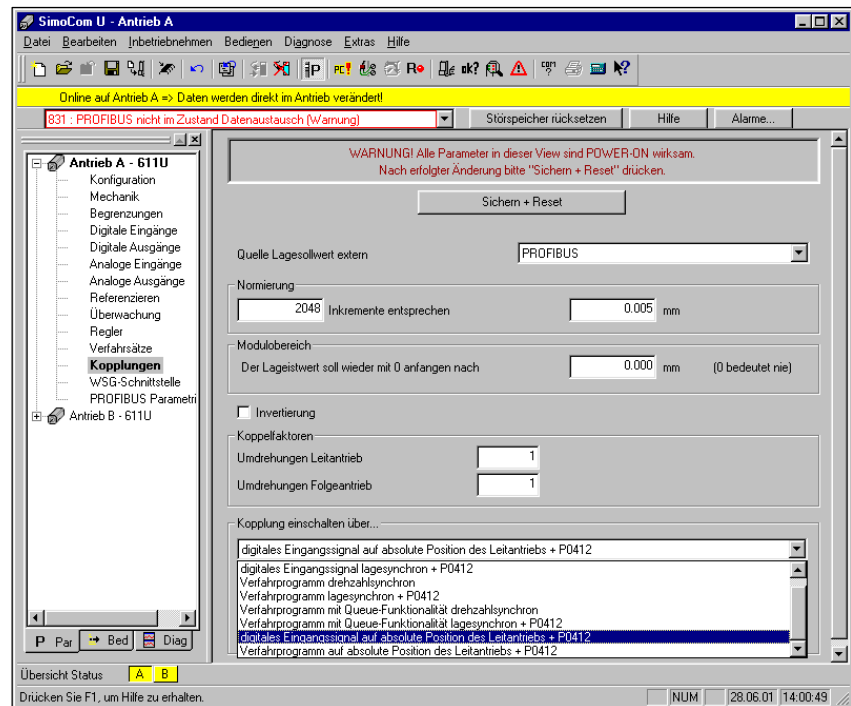 SimoCom U - Antrieb A
Datei Bearbeiten Inbetriebnehmen Bedienen Diagnose Extras Hilfe
Online auf Antrieb A => Daten werden direkt im Antrieb verändert!
831 : PROFIBUS nicht im Zustand Datenaustausch (Warnung) Störspeicher rücksetzen Hilfe Alarme...
Antrieb A - 611U
Konfiguration
Mechanik
Begrenzungen
Digitale Eingänge
Digitale Ausgänge
Analoge Eingänge
Analoge Ausgänge
Referenzieren
Überwachung
Regler
Verfahrsätze
Kopplungen
WSG-Schnittstelle
PROFIBUS Parametri
Antrieb B - 611U
P Par Bed Diag
WARNUNG! Alle Parameter in dieser View sind POWER-ON wirksam.
Nach erfolgter Änderung bitte "Sichern + Reset" drücken.
Sichern + Reset
Quelle Lagesollwert extern PROFIBUS
Normierung
2048 Inkremente entsprechen 0.005 mm
Modulobereich
Der Lageistwert soll wieder mit 0 anfangen nach 0.000 mm (0 bedeutet nie)
Invertierung
Koppelfaktoren
Umdrehungen Leitantrieb 1
Umdrehungen Folgeantrieb 1
Kopplung einschalten über...
digitales Eingangssignal auf absolute Position des Leitantriebs + P0412
digitales Eingangssignal lagesynchron + P0412
Verfahrprogramm drehzahlsynchron
Verfahrprogramm lagesynchron + P0412
Verfahrprogramm mit Queue-Funktionalität drehzahlsynchron
Verfahrprogramm mit Queue-Funktionalität lagesynchron + P0412
digitales Eingangssignal auf absolute Position des Leitantriebs + P0412
Verfahrprogramm auf absolute Position des Leitantriebs + P0412
Übersicht Status A B
Drücken Sie F1, um Hilfe zu erhalten. NUM 28.06.01 14:00:49